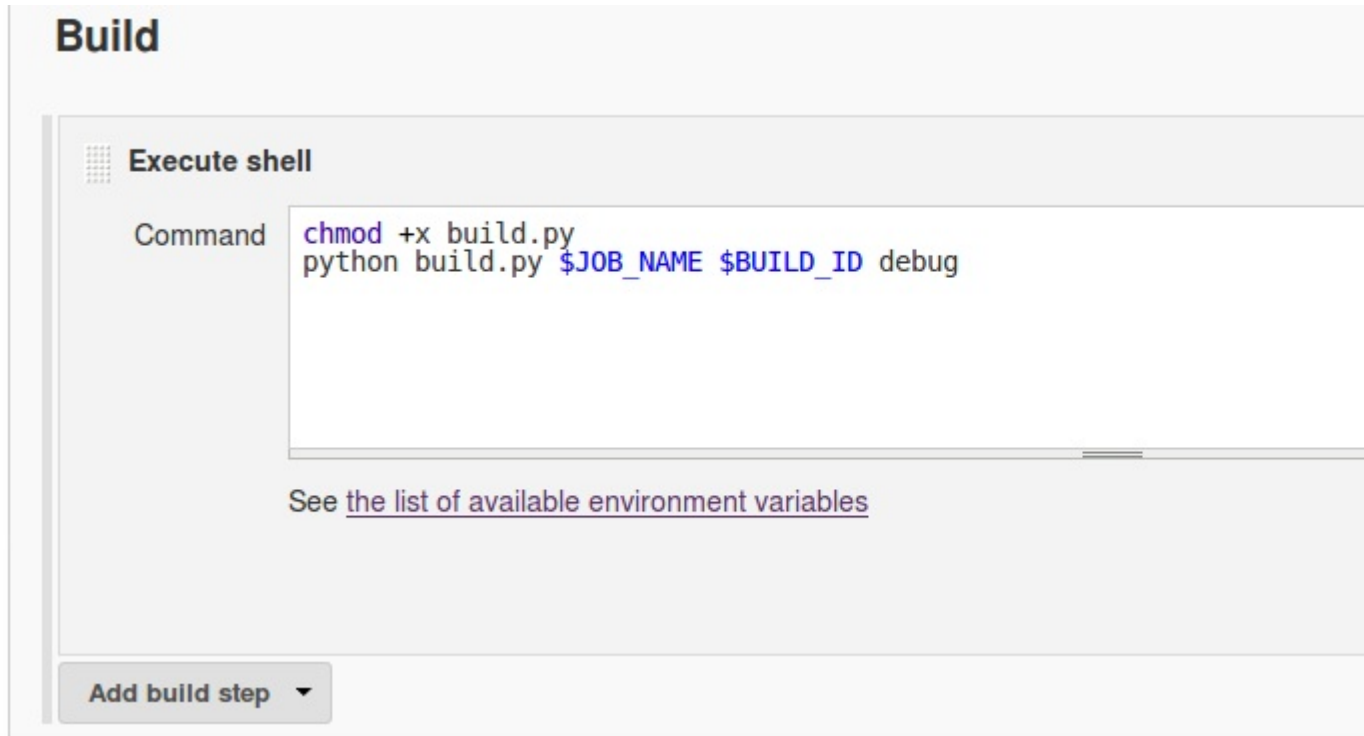 Build
Execute shell
Command
chmod +x build.py
python build.py $JOB_NAME $BUILD_ID debug
See the list of available environment variables
Add build step